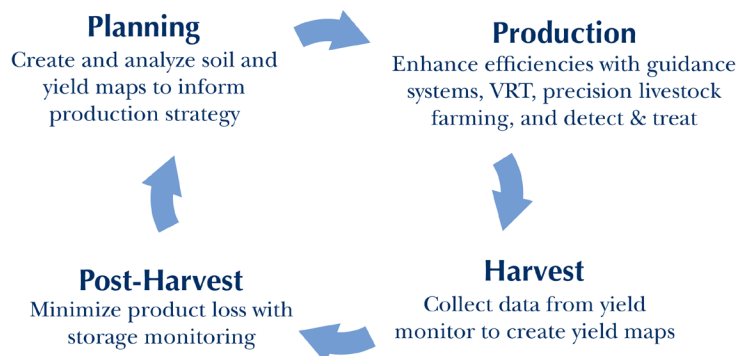 Planning
Create and analyze soil and
yield maps to inform
production strategy
Production
Enhance efficiencies with guidance
systems, VRT, precision livestock
farming, and detect & treat
Harvest
Collect data from yield
monitor to create yield maps
Post-Harvest
Minimize product loss with
storage monitoring